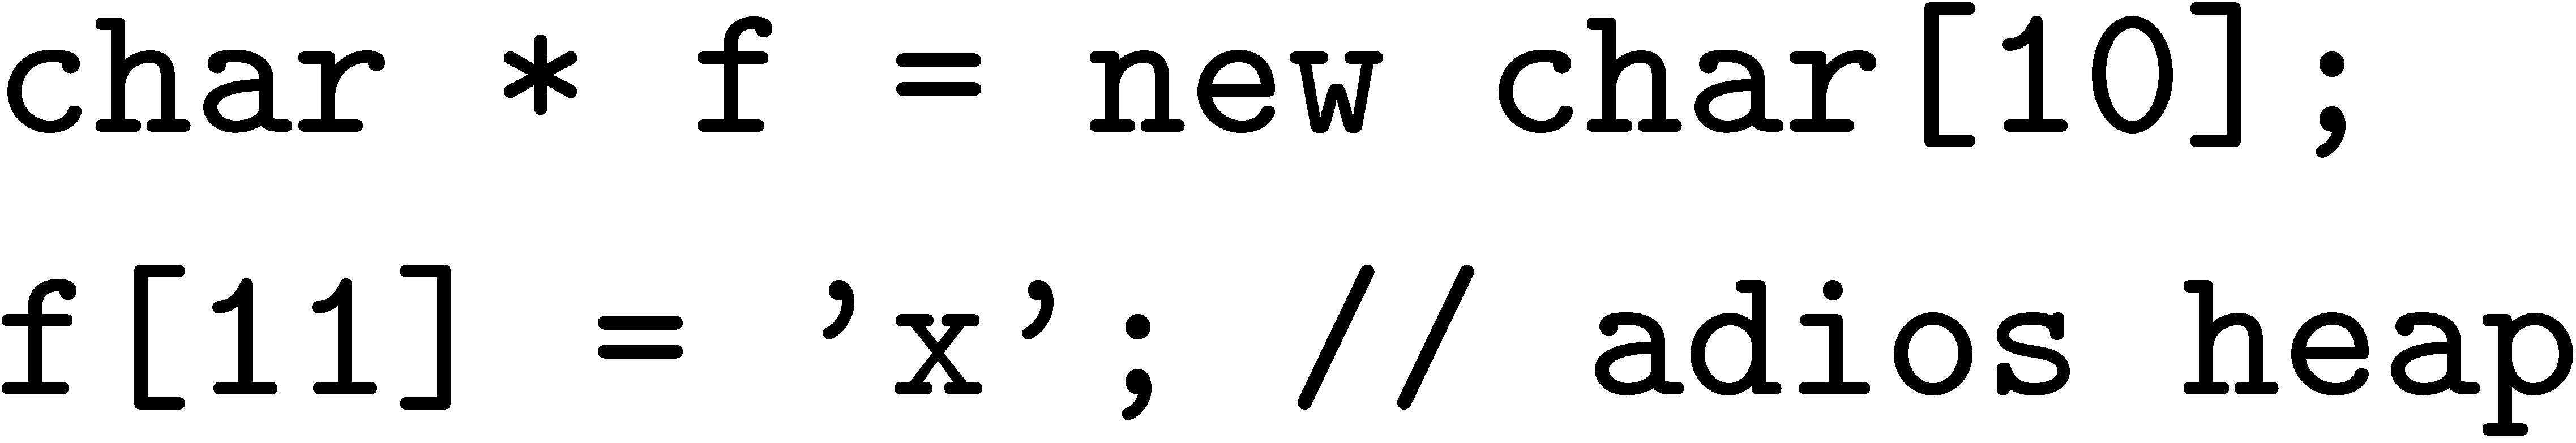 char * f = new char[10];
f[11] = ’x’; // adios heap